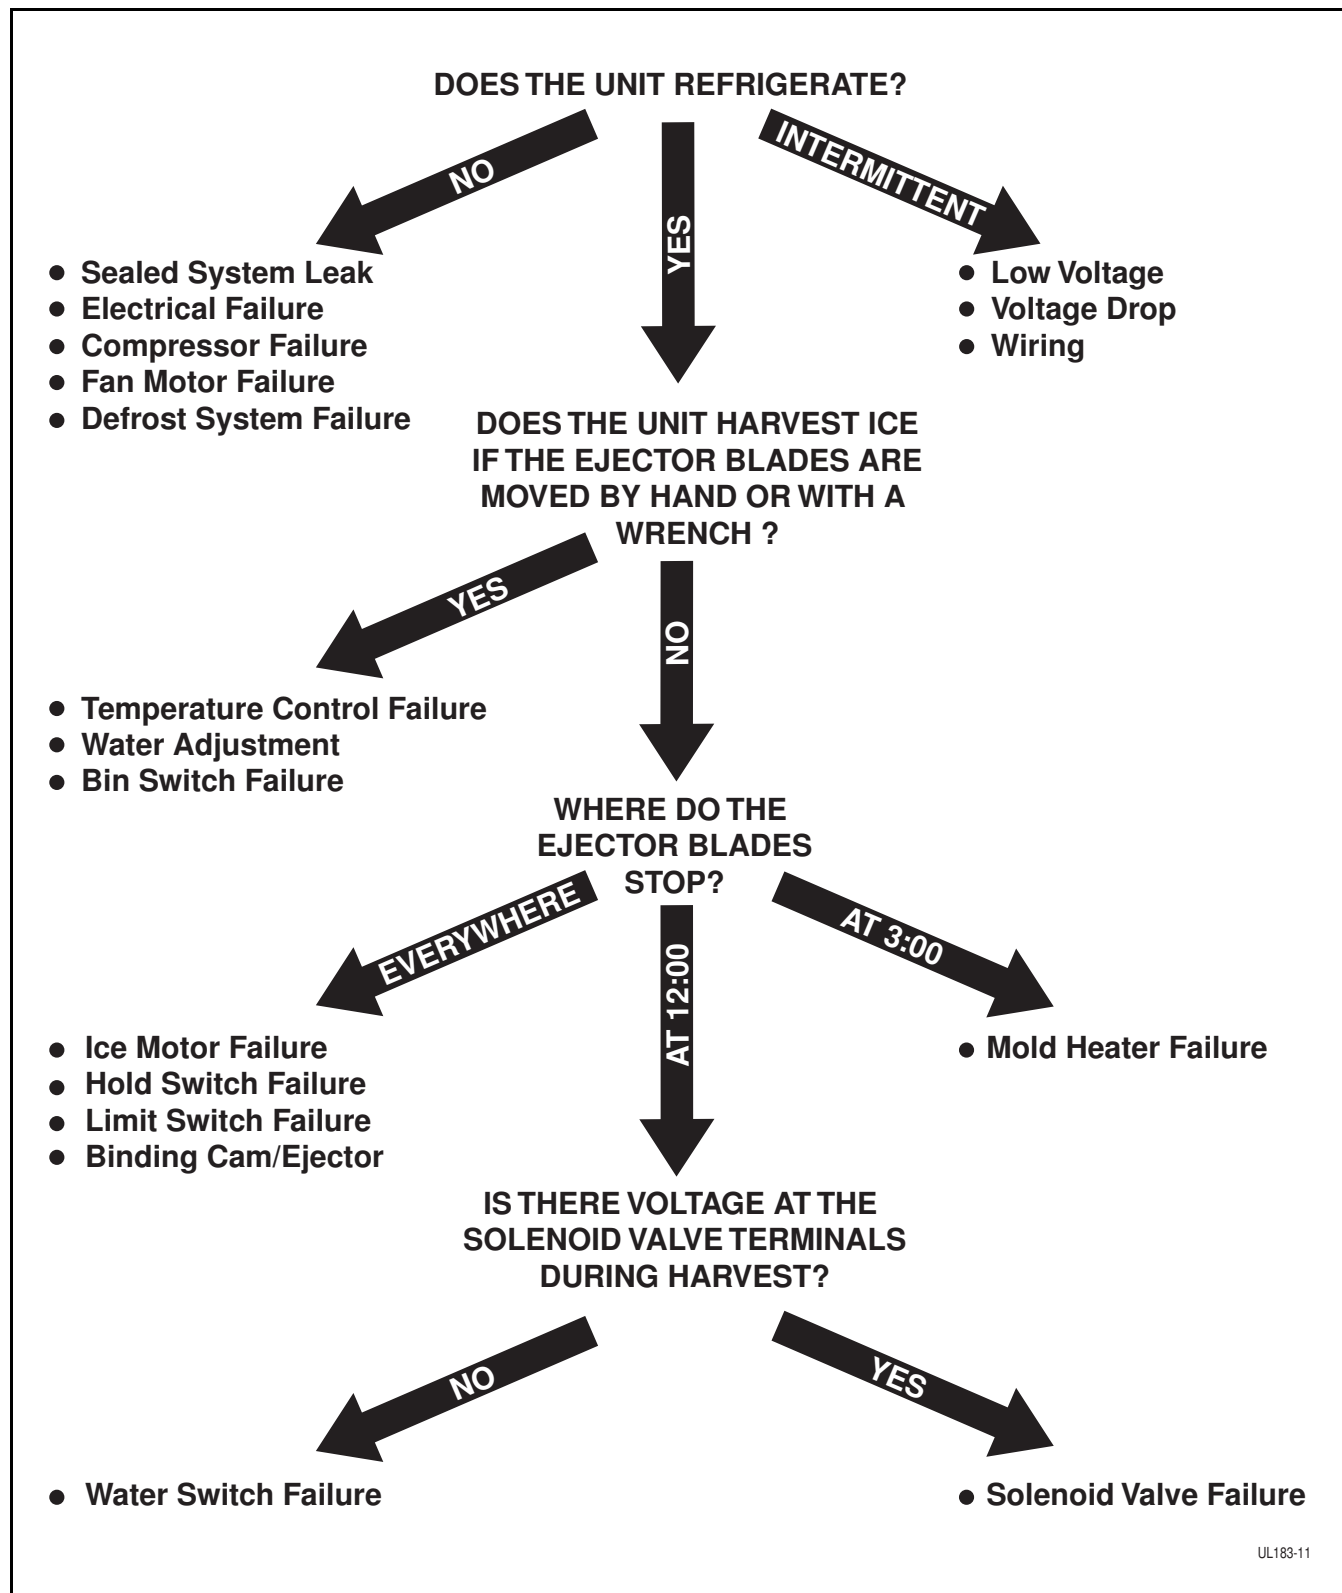 DOES THE UNIT REFRIGERATE?
NO
YES
INTERMITTENT
● Sealed System Leak
● Electrical Failure
● Compressor Failure
● Fan Motor Failure
● Defrost System Failure
● Low Voltage
● Voltage Drop
● Wiring
DOES THE UNIT HARVEST ICE
IF THE EJECTOR BLADES ARE
MOVED BY HAND OR WITH A
WRENCH ?
YES
NO
● Temperature Control Failure
● Water Adjustment
● Bin Switch Failure
WHERE DO THE
EJECTOR BLADES
STOP?
EVERYWHERE
AT 12:00
AT 3:00
● Ice Motor Failure
● Hold Switch Failure
● Limit Switch Failure
● Binding Cam/Ejector
● Mold Heater Failure
IS THERE VOLTAGE AT THE
SOLENOID VALVE TERMINALS
DURING HARVEST?
NO
YES
● Water Switch Failure
● Solenoid Valve Failure
UL183-11